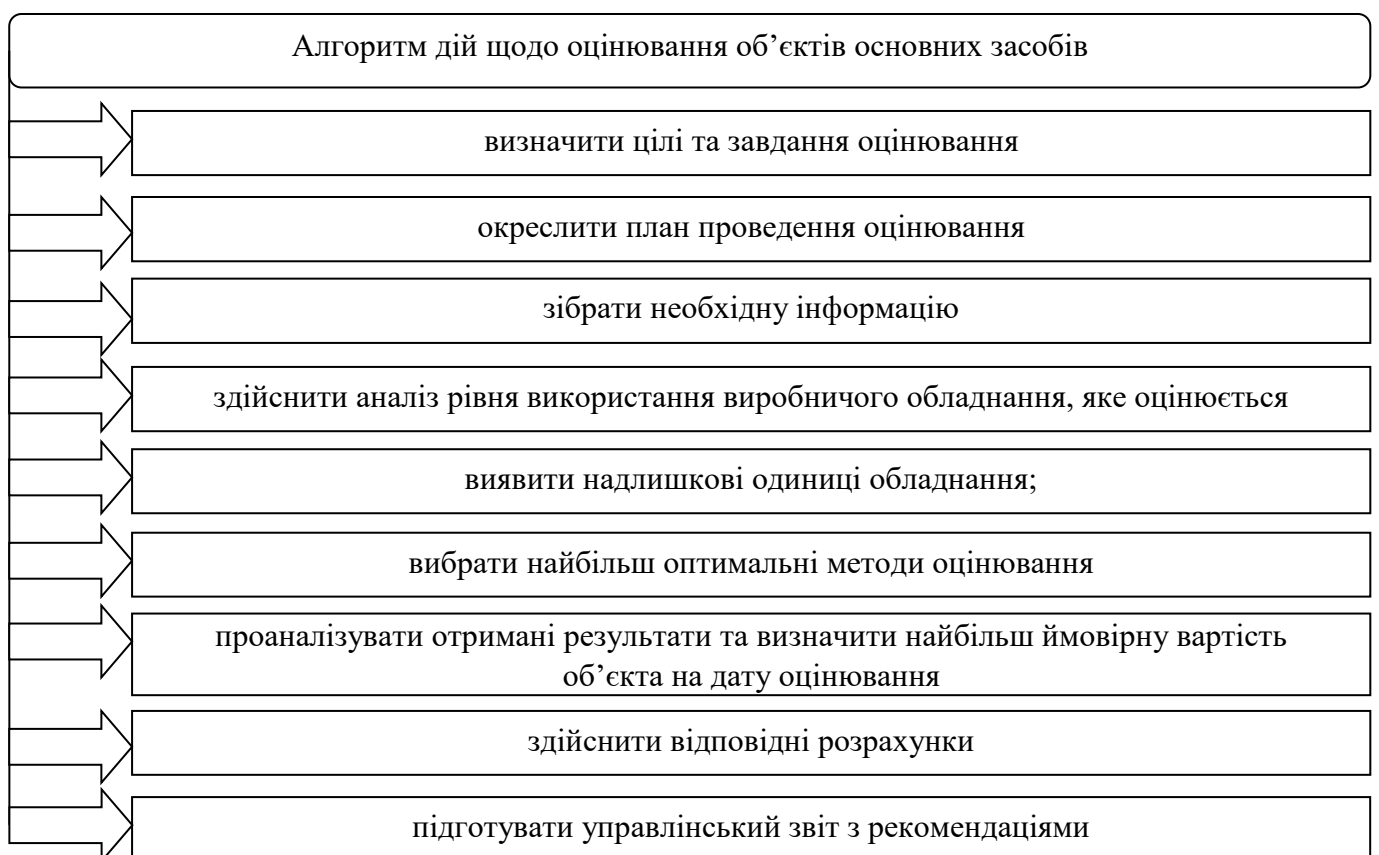 Алгоритм дій щодо оцінювання об’єктів основних засобів
визначити цілі та завдання оцінювання
окреслити план проведення оцінювання
зібрати необхідну інформацію
здійснити аналіз рівня використання виробничого обладнання, яке оцінюється
виявити надлишкові одиниці обладнання;
вибрати найбільш оптимальні методи оцінювання
проаналізувати отримані результати та визначити найбільш ймовірну вартість
об’єкта на дату оцінювання
здійснити відповідні розрахунки
підготувати управлінський звіт з рекомендаціями